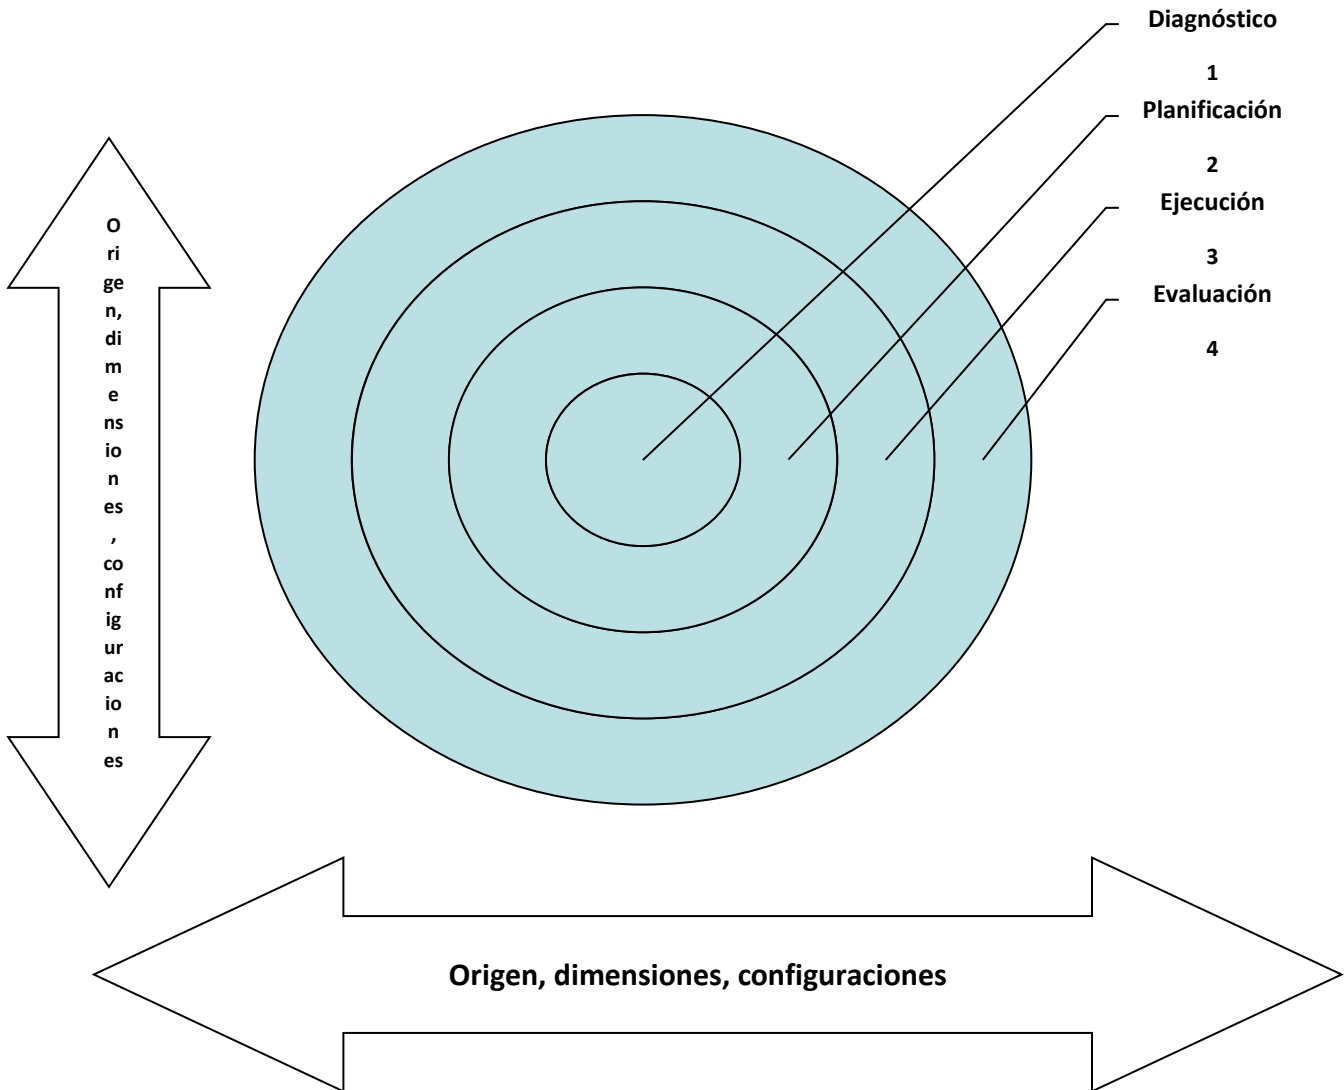 Diagnóstico
1
Planificación
2
Ejecución
3
Evaluación
4
O
ri
ge
n,
di
m
e
ns
io
n
es
,
co
nf
ig
ur
ac
io
n
es
Origen, dimensiones, configuraciones